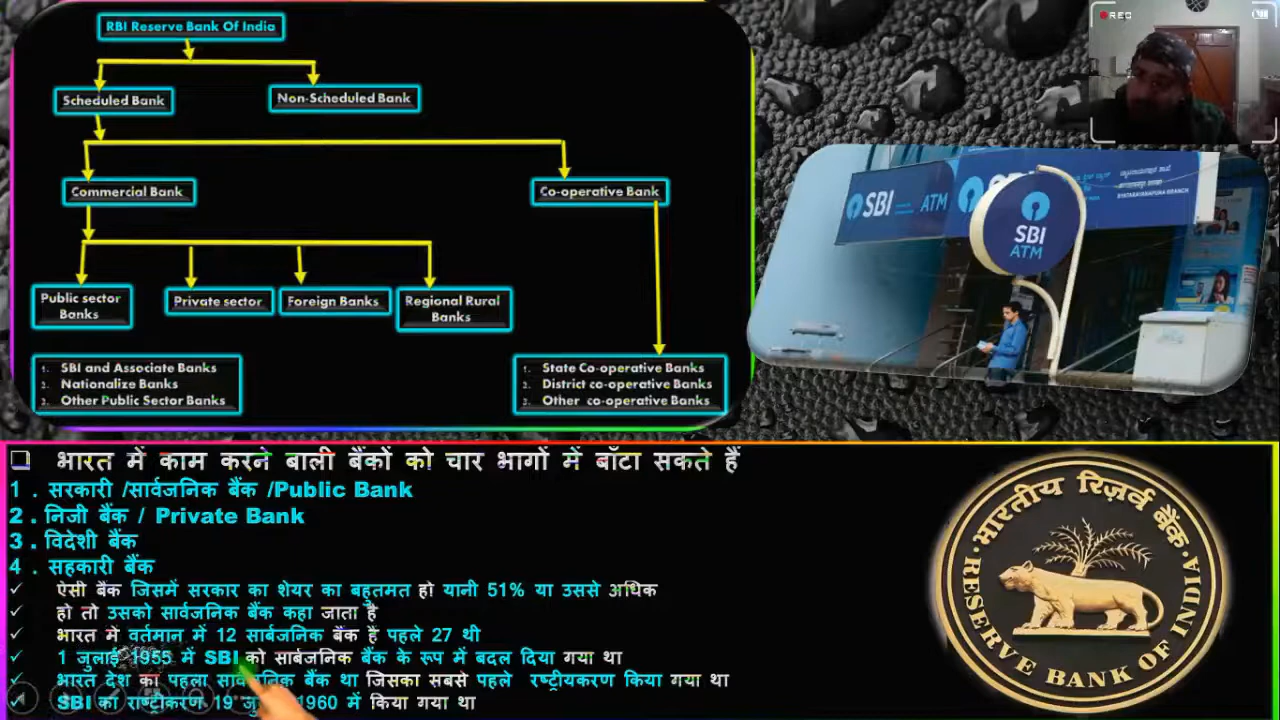 RBI Reserve Bank Of India
REC
Scheduled Bank
Non-Scheduled Bank
Commercial Bank
Co-operative Bank
Public sector
Banks
Private sector
Foreign Banks
Regional Rural
Banks
1. SBI and Associate Banks
2. Nationalize Banks
3. Other Public Sector Banks
1. State Co-operative Banks
2. District co-operative Banks
3. Other co-operative Banks
SBI ATM
SBI
ATM
BYATARAYANAPURA BRANCH
भारत में काम करने बाली बैंकों को चार भागों में बाँटा सकते हैं
1 . सरकारी /सार्वजनिक बैंक /Public Bank
2 . निजी बैंक / Private Bank
3 . विदेशी बैंक
4 . सहकारी बैंक
ऐसी बैंक जिसमें सरकार का शेयर का बहुतमत हो यानी 51% या उससे अधिक
हो तो उसको सार्वजनिक बैंक कहा जाता है
भारत में वर्तमान में 12 सार्बजनिक बैंक हैं पहले 27 थी
1 जुलाई 1955 में SBI को सार्बजनिक बैंक के रूप में बदल दिया गया था
भारत देश का पहला सार्वजनिक बैंक था जिसका सबसे पहले रष्ट्रीयकरण किया गया था
SBI का राष्ट्रीकरण 19 1960 में किया गया था
भारतीय रिज़र्व बैंक
RESERVE BANK OF INDIA